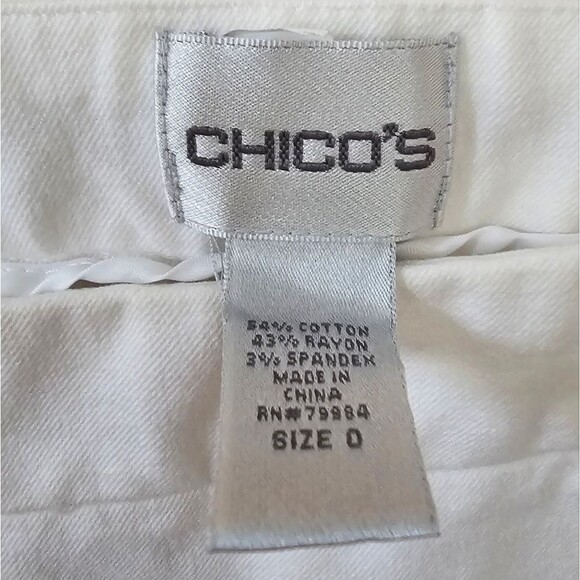 CHICO'S
54% COTTON
43% RAYON
3% SPANDEX
MADE IN
CHINA
RN#79984
SIZE 0